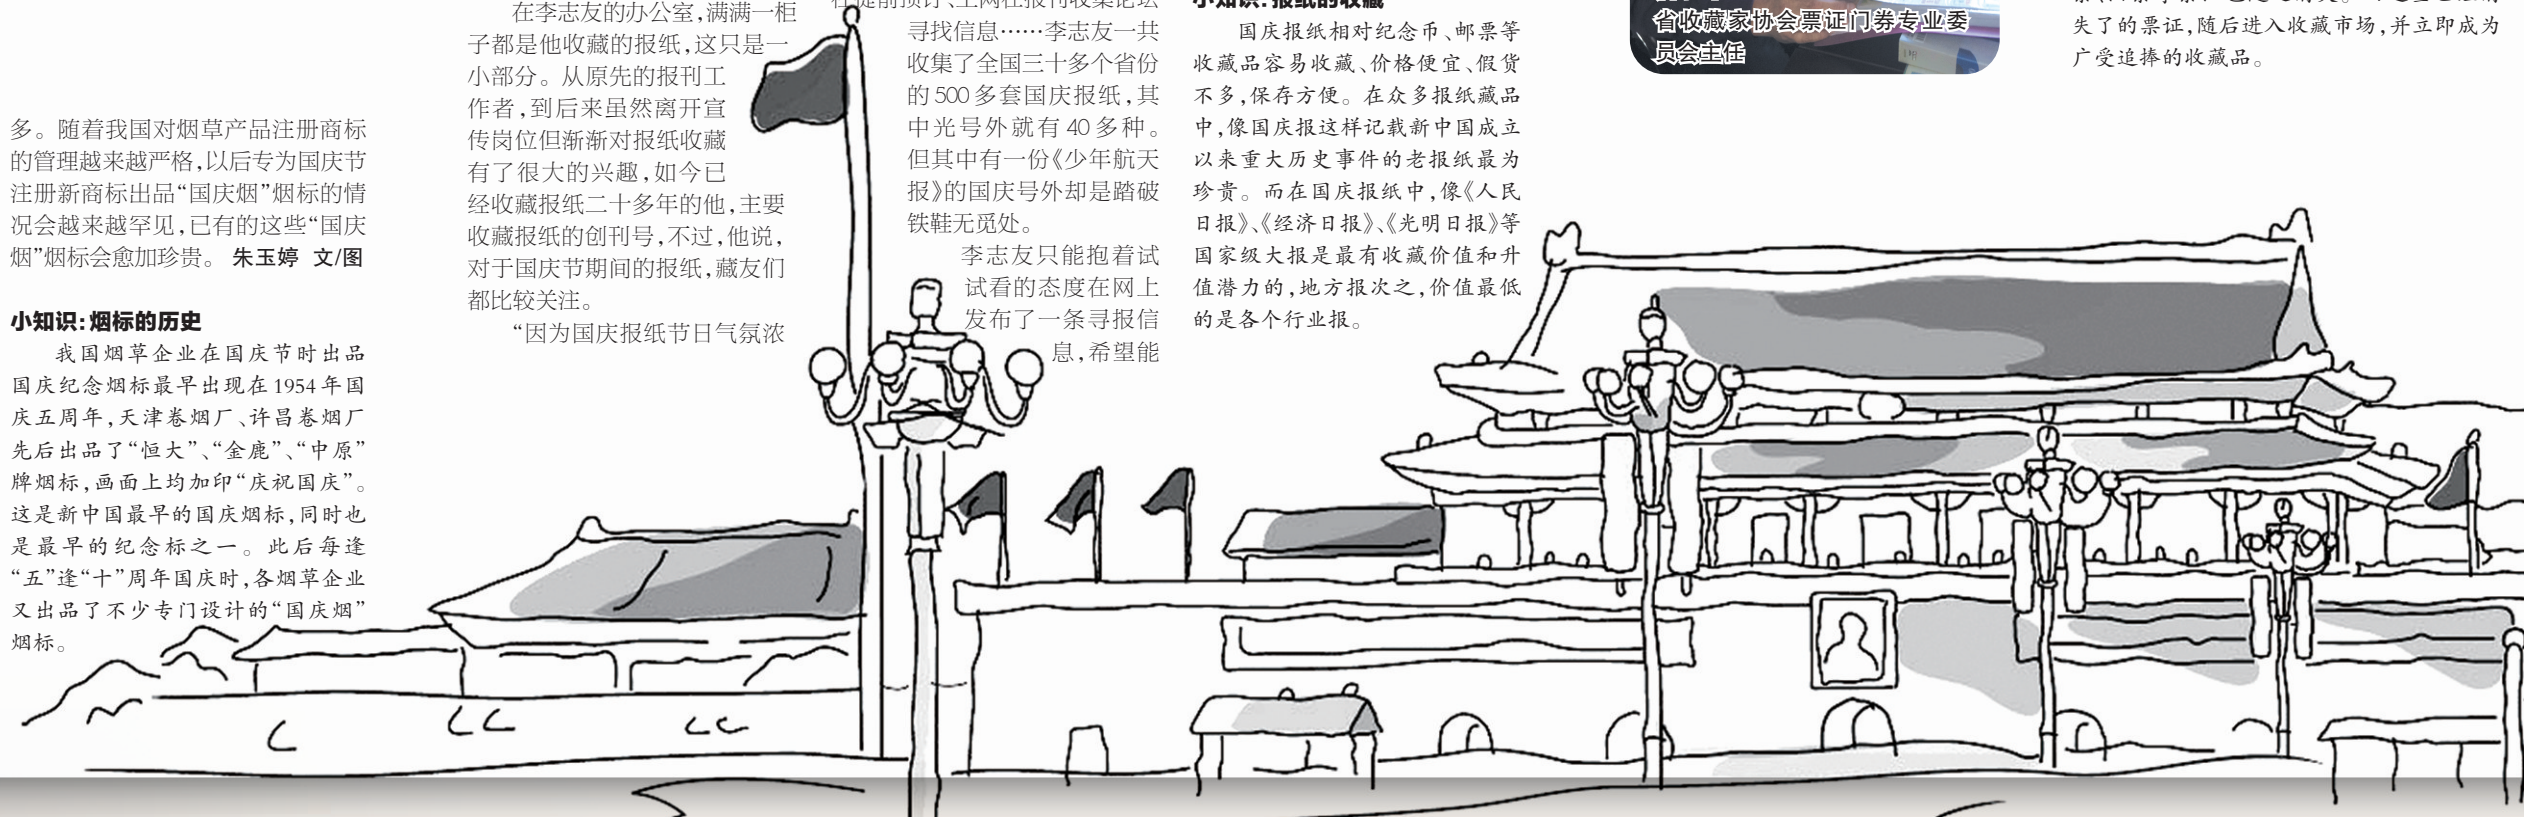 多。随着我国对烟草产品注册商标
的管理越来越严格，以后专为国庆节
注册新商标出品“国庆烟”烟标的情
况会越来越罕见，已有的这些“国庆
烟”烟标会愈加珍贵。 朱玉婷 文/图
小知识：烟标的历史
我国烟草企业在国庆节时出品
国庆纪念烟标最早出现在1954年国
庆五周年，天津卷烟厂、许昌卷烟厂
先后出品了“恒大”、“金鹿”、“中原”
牌烟标，画面上均加印“庆祝国庆”。
这是新中国最早的国庆烟标，同时也
是最早的纪念标之一。此后每逢
“五”逢“十”周年国庆时，各烟草企业
又出品了不少专门设计的“国庆烟”
烟标。
在李志友的办公室，满满一柜
子都是他收藏的报纸，这只是一
小部分。从原先的报刊工
作者，到后来虽然离开宣
传岗位但渐渐对报纸收藏
有了很大的兴趣，如今已
经收藏报纸二十多年的他，主要
收藏报纸的创刊号，不过，他说，
对于国庆节期间的报纸，藏友们
都比较关注。
“因为国庆报纸节日气氛浓
社提前预订、上网在报刊收集论坛
寻找信息……李志友一共
收集了全国三十多个省份
的500多套国庆报纸，其
中光号外就有40多种。
但其中有一份《少年航天
报》的国庆号外却是踏破
铁鞋无觅处。
李志友只能抱着试
试看的态度在网上
发布了一条寻报信
息，希望能
小知识：报纸的收藏
国庆报纸相对纪念币、邮票等
收藏品容易收藏、价格便宜、假货
不多，保存方便。在众多报纸藏品
中，像国庆报这样记载新中国成立
以来重大历史事件的老报纸最为
珍贵。而在国庆报纸中，像《人民
日报》、《经济日报》、《光明日报》等
国家级大报是最有收藏价值和升
值潜力的，地方报次之，价值最低
的是各个行业报。
省收藏家协会票证门券专业委
员会主任
失了的票证，随后进入收藏市场，并立即成为
广受追捧的收藏品。